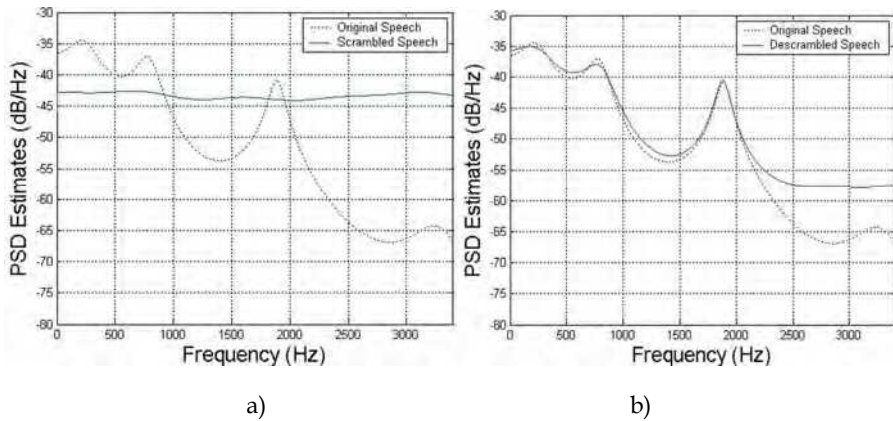 Original Speech
Scrambled Speech
-30
-35
-40
-45
-50
-55
-60
-65
-70
-75
-80
PSD Estimates (dB/Hz)
0 500 1000 1500 2000 2500 3000
Frequency (Hz)
a)
Original Speech
Descrambled Speech
-30
-35
-40
-45
-50
-55
-60
-65
-70
-75
-80
PSD Estimates (dB/Hz)
0 500 1000 1500 2000 2500 3000
Frequency (Hz)
b)